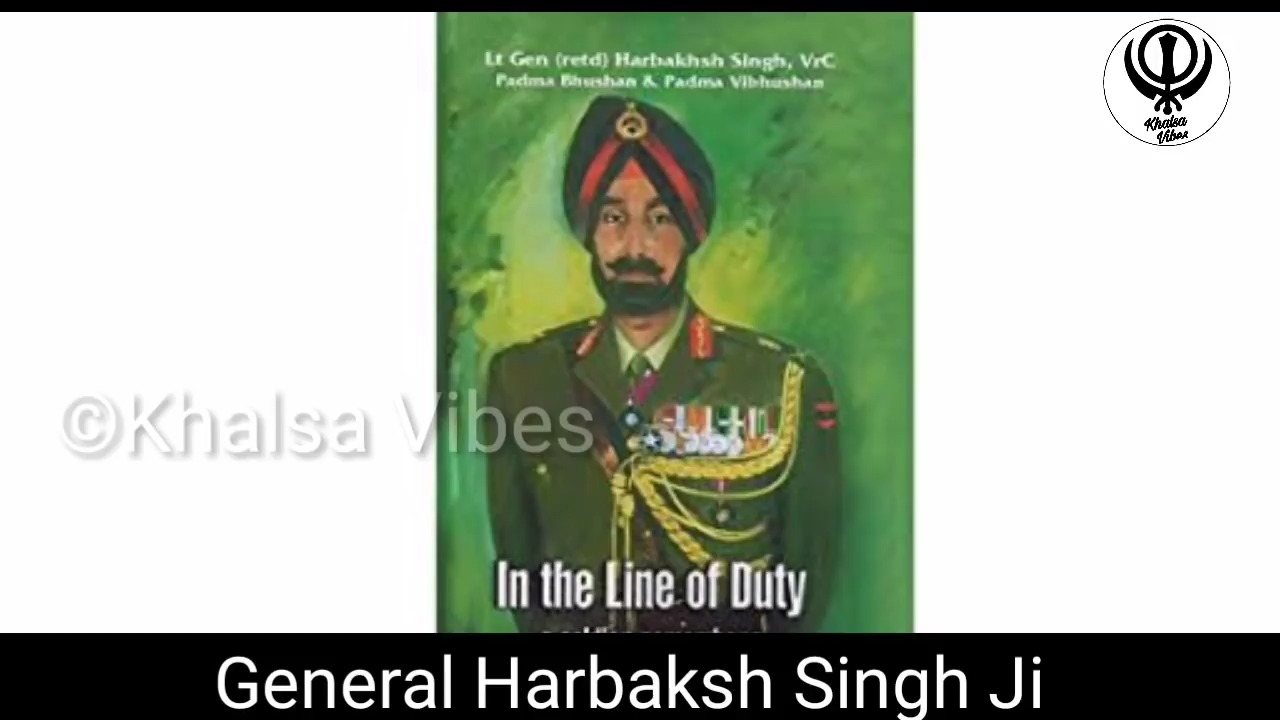 Lt Gen (retd) Harbakhsh Singh, VrC
Padma Bhushan & Padma Vibhushan
Khalsa
Vibes
©Khalsa Vibes
In the Line of Duty
General Harbaksh Singh Ji